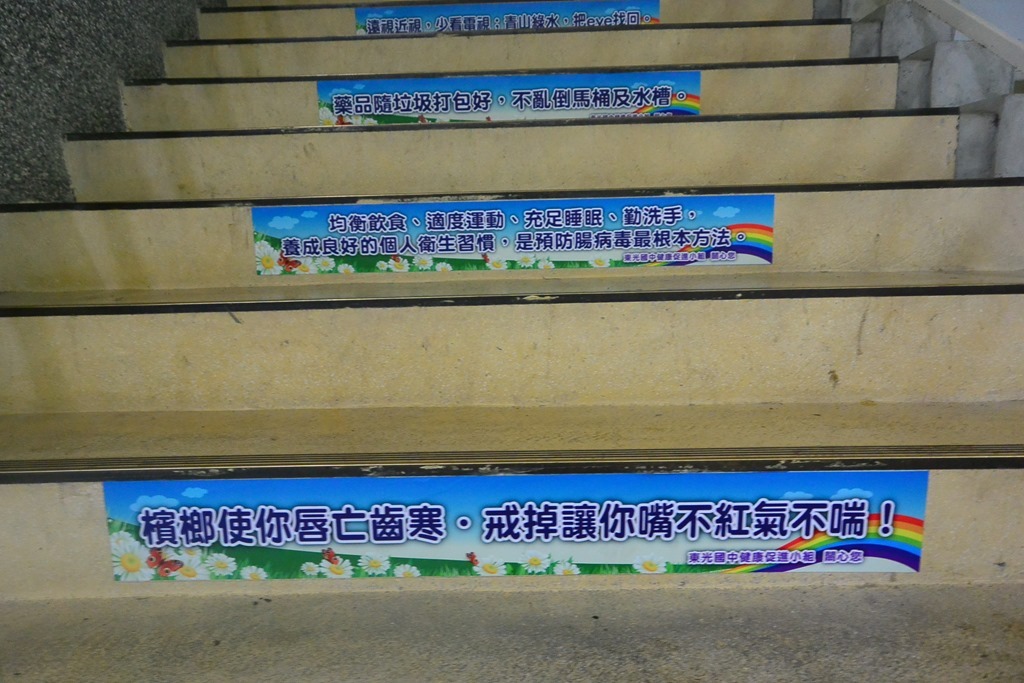 遠視近視，少看電視；青山綠水，把eye找回。
藥品隨垃圾打包好，不亂倒馬桶及水槽。
均衡飲食、適度運動、充足睡眠、勤洗手，
養成良好的個人衛生習慣，是預防腸病毒最根本方法。
東光國中健康促進小組 關心您
檳榔使你唇亡齒寒．戒掉讓你嘴不紅氣不喘！
東光國中健康促進小組 關心您